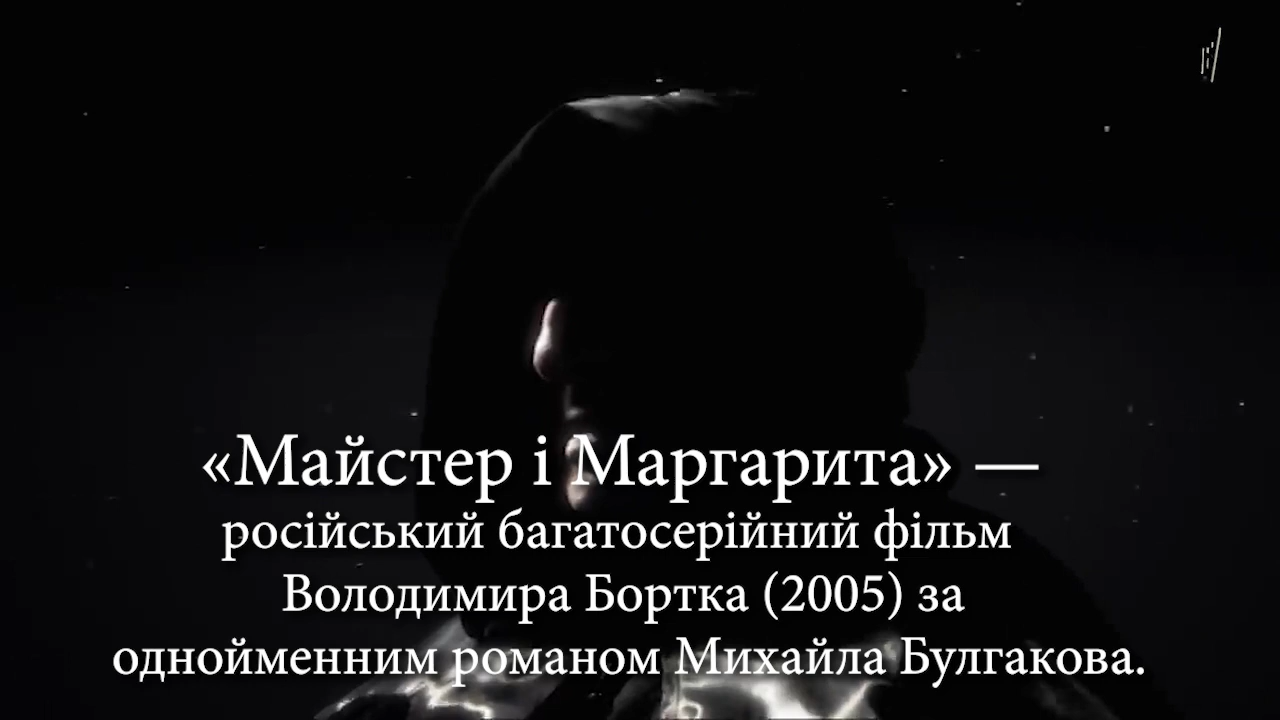 «Майстер і Маргарита» —
російський багатосерійний фільм
Володимира Бортка (2005) за
однойменним романом Михайла Булгакова.